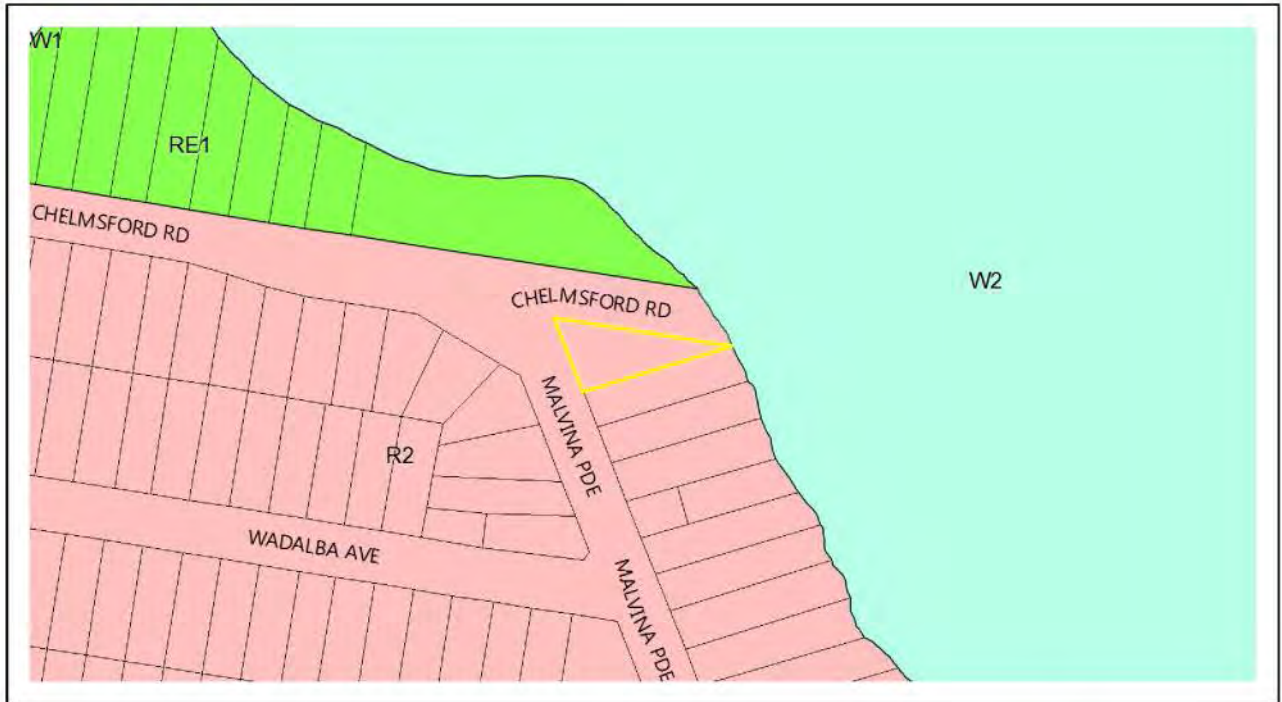 W1
RE1
CHELMSFORD RD
CHELMSFORD RD
W2
MALVINA PDE
R2
WADALBA AVE
MALVINA PDE